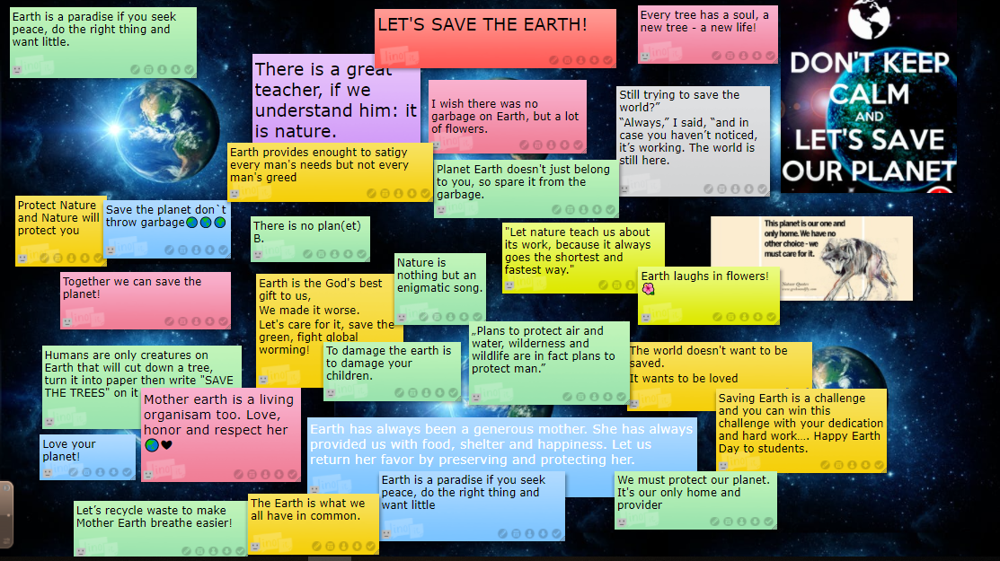 Earth is a paradise if you seek
peace, do the right thing and
want little.
LET'S SAVE THE EARTH!
Every tree has a soul, a
new tree - a new life!
DON'T KEEP
CALM
AND
LET'S SAVE
OUR PLANET
There is a great
teacher, if we
understand him: it
is nature.
I wish there was no
garbage on Earth, but a lot
of flowers.
Still trying to save the
world?”
“Always,” I said, “and in
case you haven’t noticed,
it’s working. The world is
still here.
Earth provides enought to satigy
every man's needs but not every
man's greed
Planet Earth doesn't just belong
to you, so spare it from the
garbage.
Protect Nature
and Nature will
protect you
Save the planet don`t
throw garbage🌍🌏🌎
There is no plan(et)
B.
"Let nature teach us about
its work, because it always
goes the shortest and
fastest way."
This planet is our one and
only home. We have no
other choice - we
must care for it.
Nature Quotes
Together we can save the
planet!
Earth is the God's best
gift to us,
We made it worse.
Let's care for it, save the
green, fight global
worming!
Nature is
nothing but an
enigmatic song.
Earth laughs in flowers!
🌸
Humans are only creatures on
Earth that will cut down a tree,
turn it into paper then write "SAVE
THE TREES" on it
To damage the earth is
to damage your
children.
„Plans to protect air and
water, wilderness and
wildlife are in fact plans to
protect man.”
The world doesn't want to be
saved.
It wants to be loved
Mother earth is a living
organisam too. Love,
honor and respect her
🌍🖤
Saving Earth is a challenge
and you can win this
challenge with your dedication
and hard work.... Happy Earth
Day to students.
Love your
planet!
Earth has always been a generous mother. She has always
provided us with food, shelter and happiness. Let us
return her favor by preserving and protecting her.
Earth is a paradise if you seek
peace, do the right thing and
want little
We must protect our planet.
It's our only home and
provider
Let’s recycle waste to make
Mother Earth breathe easier!
The Earth is what we
all have in common.